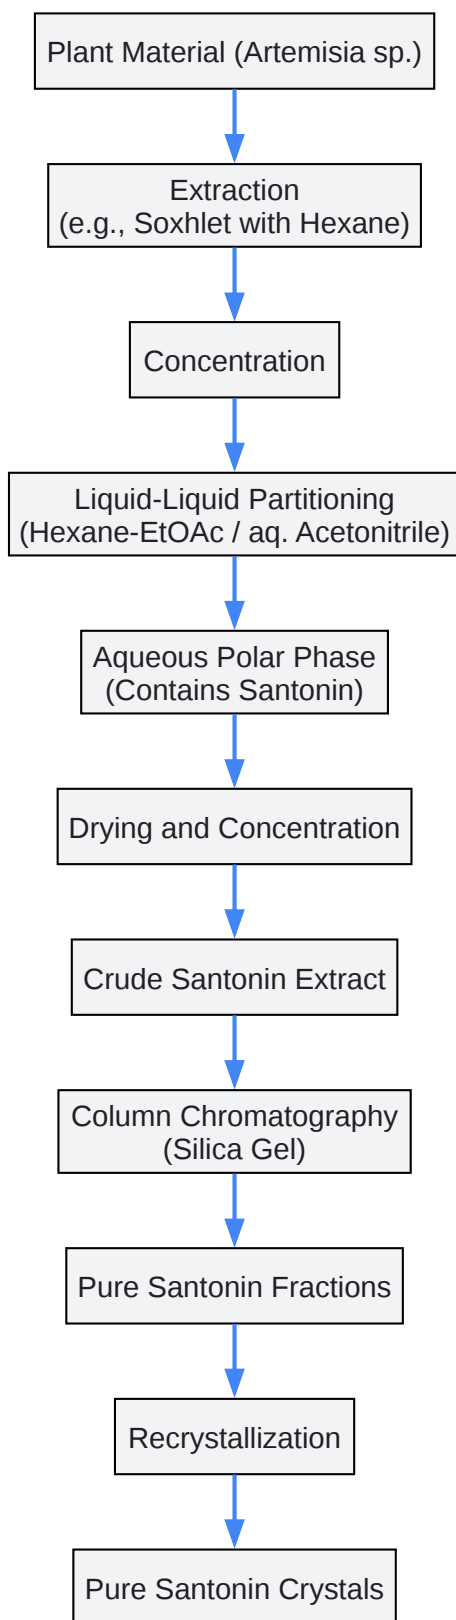 Plant Material (Artemisia sp.)
Extraction
(e.g., Soxhlet with Hexane)
Concentration
Liquid-Liquid Partitioning
(Hexane-EtOAc / aq. Acetonitrile)
Aqueous Polar Phase
(Contains Santonin)
Drying and Concentration
Crude Santonin Extract
Column Chromatography
(Silica Gel)
Pure Santonin Fractions
Recrystallization
Pure Santonin Crystals